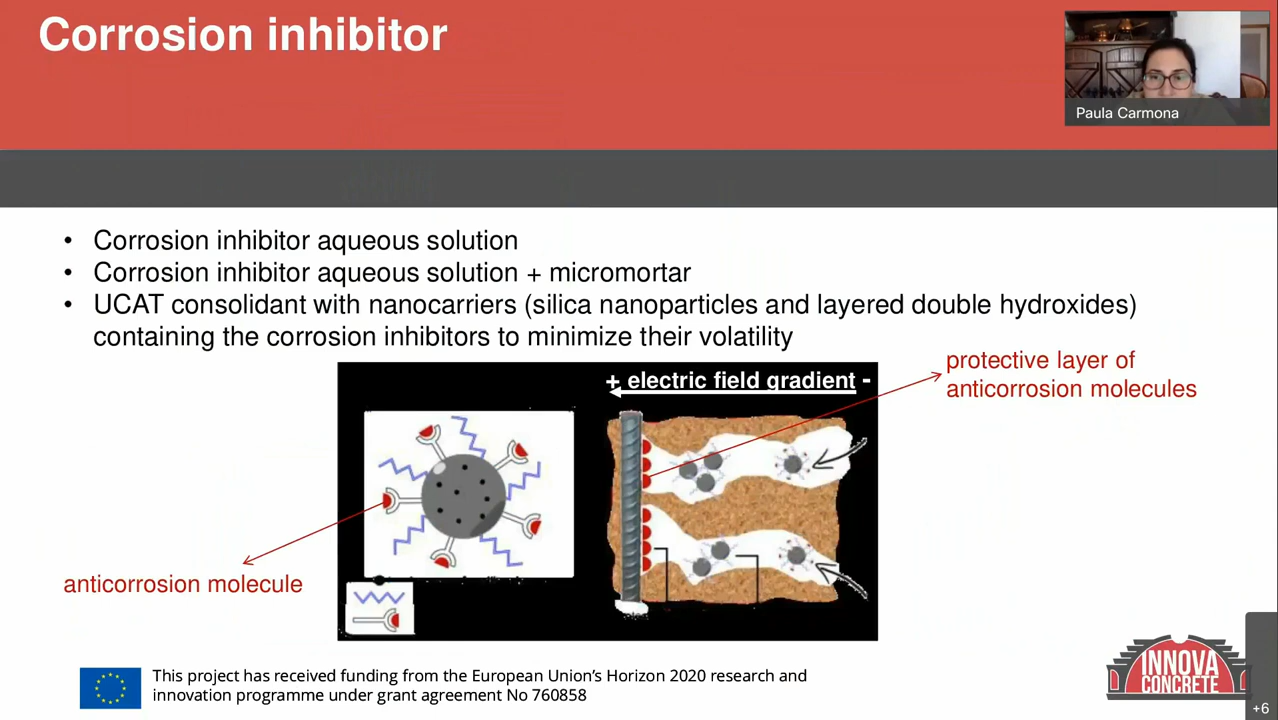 Corrosion inhibitor
Paula Carmona
• Corrosion inhibitor aqueous solution
• Corrosion inhibitor aqueous solution + micromortar
• UCAT consolidant with nanocarriers (silica nanoparticles and layered double hydroxides)
containing the corrosion inhibitors to minimize their volatility
protective layer of
anticorrosion molecules
+ electric field gradient -
anticorrosion molecule
This project has received funding from the European Union's Horizon 2020 research and
innovation programme under grant agreement No 760858
INNOVA
CONCRETE
+6